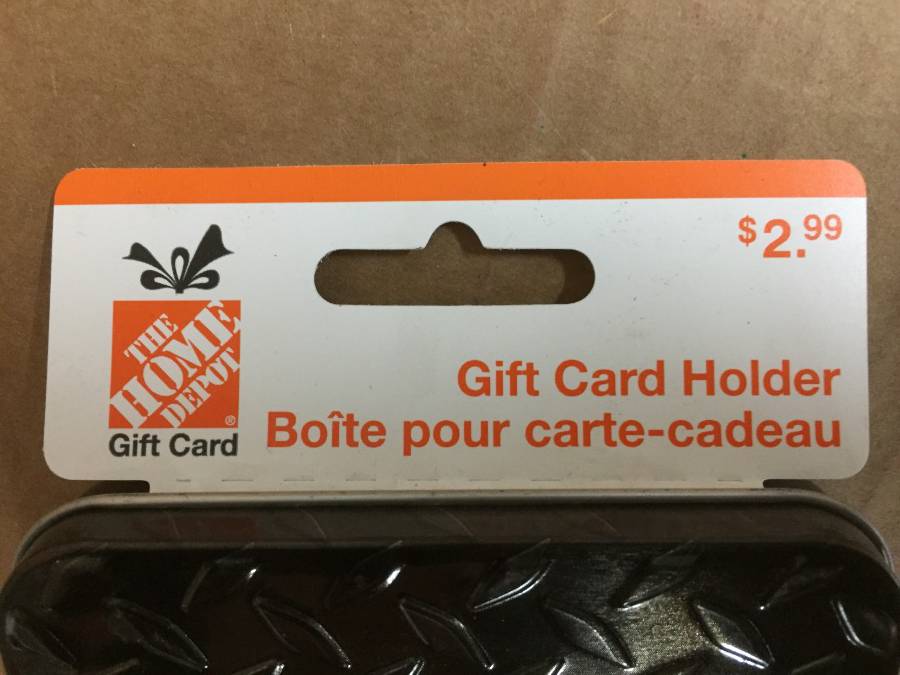 $2.99
THE
HOME
DEPOT®
Gift Card
Gift Card Holder
Boîte pour carte-cadeau